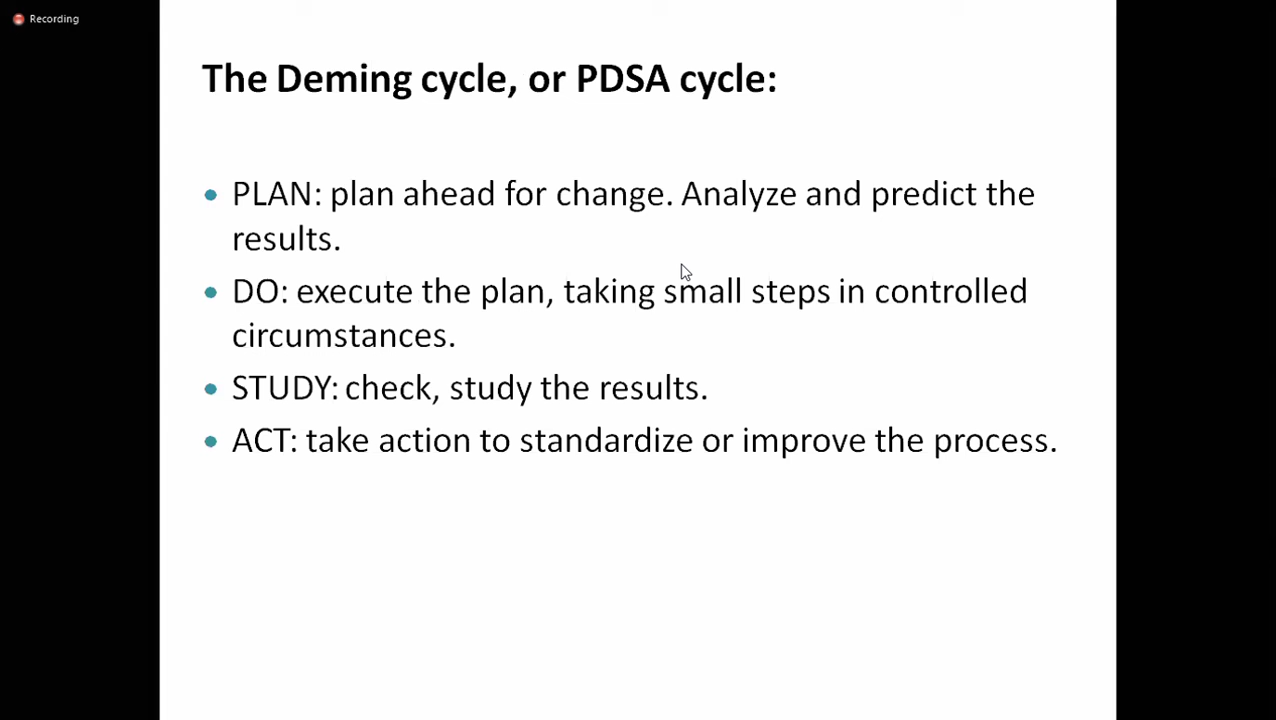 Recording
The Deming cycle, or PDSA cycle:
• PLAN: plan ahead for change. Analyze and predict the
results.
• DO: execute the plan, taking small steps in controlled
circumstances.
• STUDY: check, study the results.
• ACT: take action to standardize or improve the process.